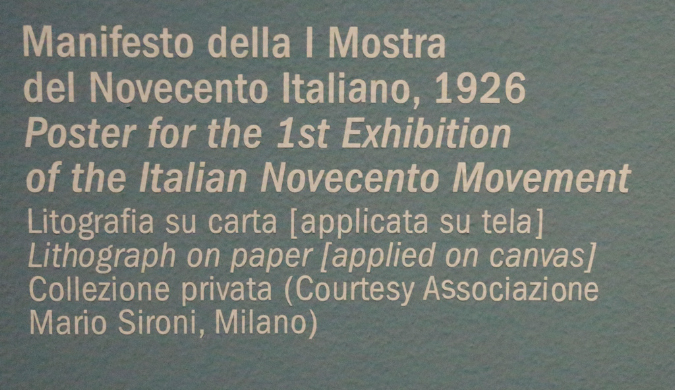 Manifesto della I Mostra
del Novecento Italiano, 1926
Poster for the 1st Exhibition
of the Italian Novecento Movement
Litografia su carta [applicata su tela]
Lithograph on paper [applied on canvas]
Collezione privata (Courtesy Associazione
Mario Sironi, Milano)